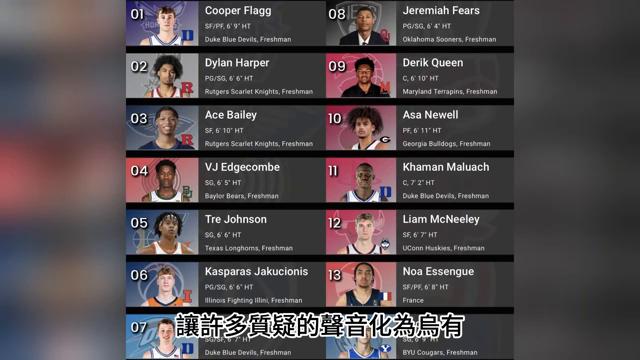 01
Cooper Flagg
SF/PF, 6' 9" HT
Duke Blue Devils, Freshman
02
Dylan Harper
PG/SG, 6' 6" HT
Rutgers Scarlet Knights, Freshman
03
Ace Bailey
SF, 6' 10" HT
Rutgers Scarlet Knights, Freshman
04
VJ Edgecombe
SG, 6' 5" HT
Baylor Bears, Freshman
05
Tre Johnson
SG, 6' 6" HT
Texas Longhorns, Freshman
06
Kasparas Jakucionis
PG/SG, 6' 6" HT
Illinois Fighting Illini, Freshman
07
Duke Blue Devils, Freshman
08
Jeremiah Fears
PG/SG, 6' 4" HT
Oklahoma Sooners, Freshman
09
Derik Queen
C, 6' 10" HT
Maryland Terrapins, Freshman
10
Asa Newell
PF, 6' 11" HT
Georgia Bulldogs, Freshman
11
Khaman Maluach
C, 7' 2" HT
Duke Blue Devils, Freshman
12
Liam McNeeley
SF, 6' 7" HT
UConn Huskies, Freshman
13
Noa Essengue
SF/PF, 6' 8" HT
France
BYU Cougars, Freshman
讓許多質疑的聲音化為烏有